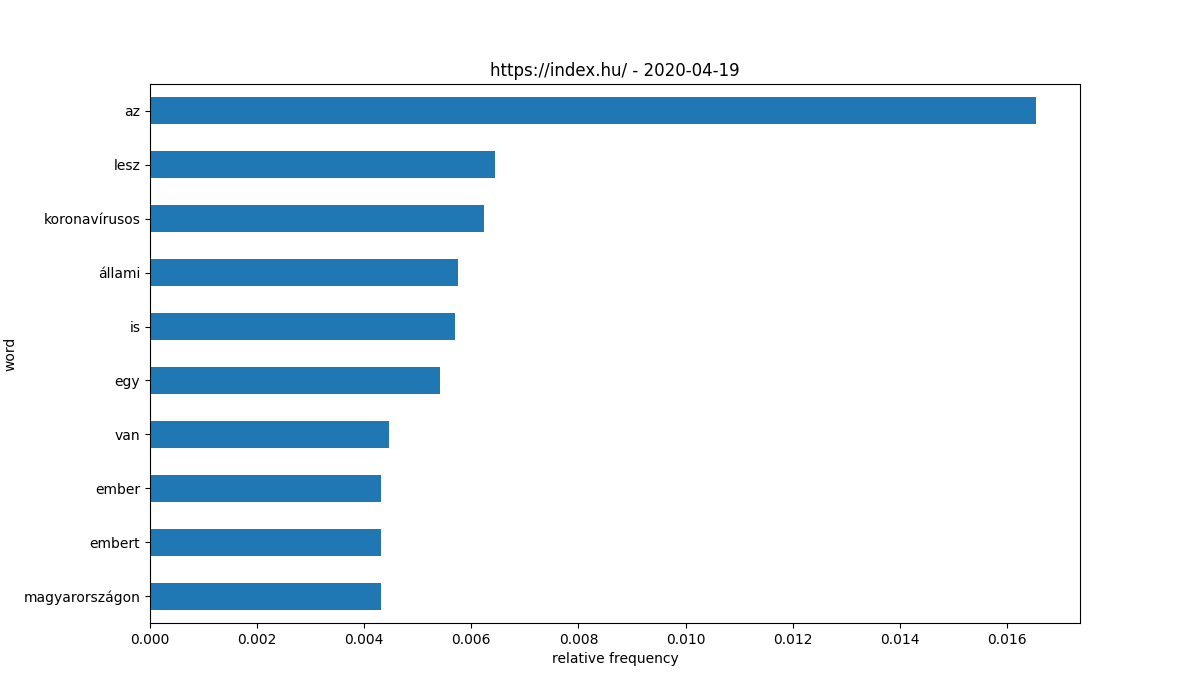 https://index.hu/ - 2020-04-19
az
lesz
koronavírusos
állami
is
egy
van
ember
embert
magyarországon
word
0.000 0.002 0.004 0.006 0.008 0.010 0.012 0.014 0.016
relative frequency